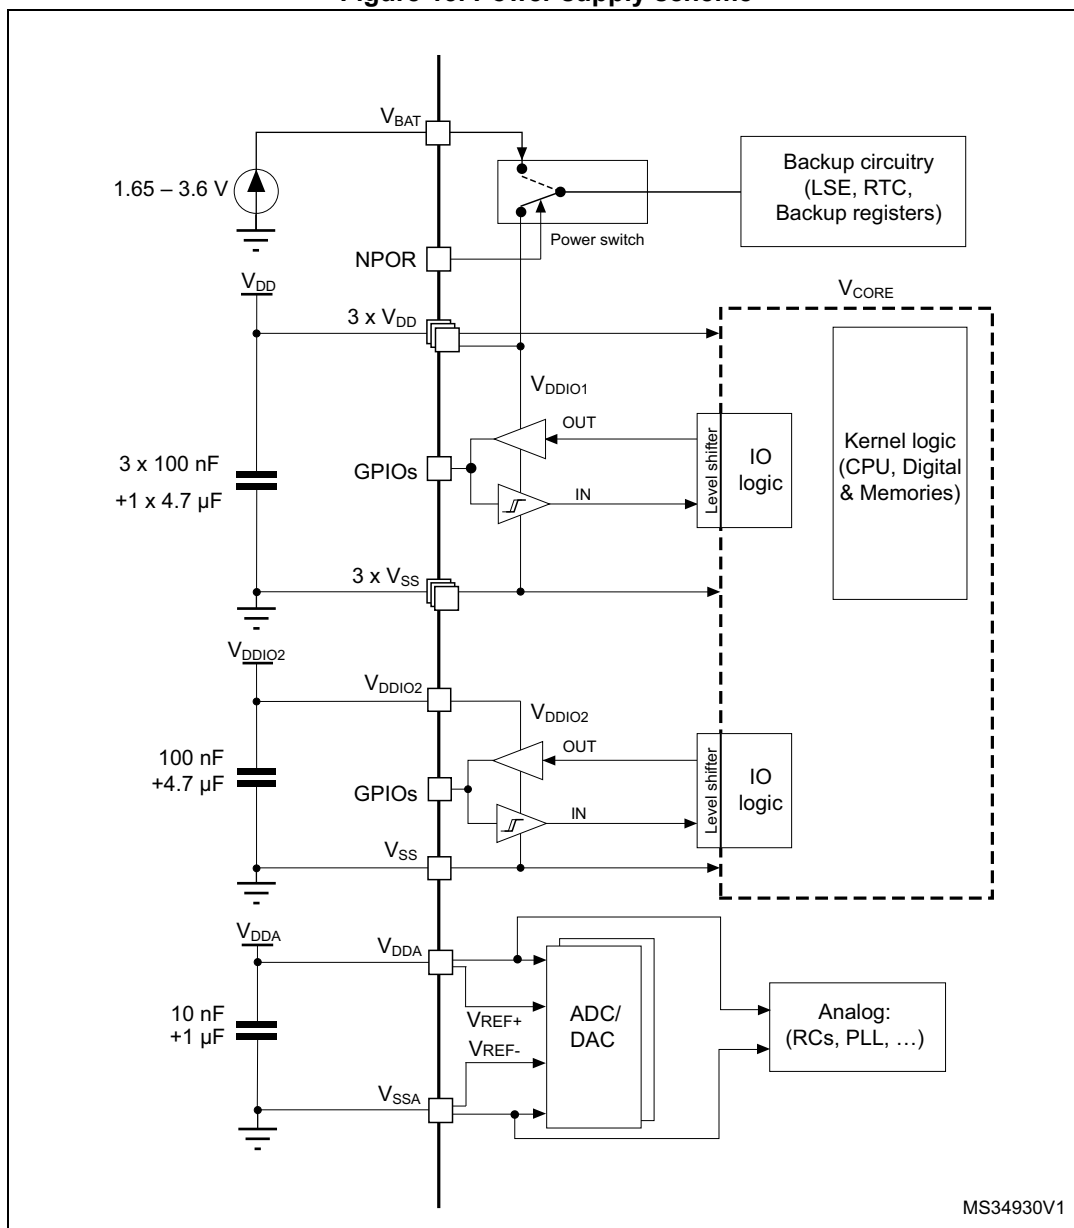 Figure 13. Power supply scheme
VBAT
1.65 – 3.6 V
Power switch
Backup circuitry
(LSE, RTC,
Backup registers)
NPOR
VDD
3 x VDD
VCORE
VDDIO1
OUT
GPIOs
IN
Level shifter
IO
logic
Kernel logic
(CPU, Digital
& Memories)
3 x 100 nF
+1 x 4.7 µF
3 x VSS
VDDIO2
VDDIO2
VDDIO2
OUT
GPIOs
IN
Level shifter
IO
logic
100 nF
+4.7 µF
VSS
VDDA
VDDA
10 nF
+1 µF
VREF+
VREF-
ADC/
DAC
Analog:
(RCs, PLL, …)
VSSA
MS34930V1